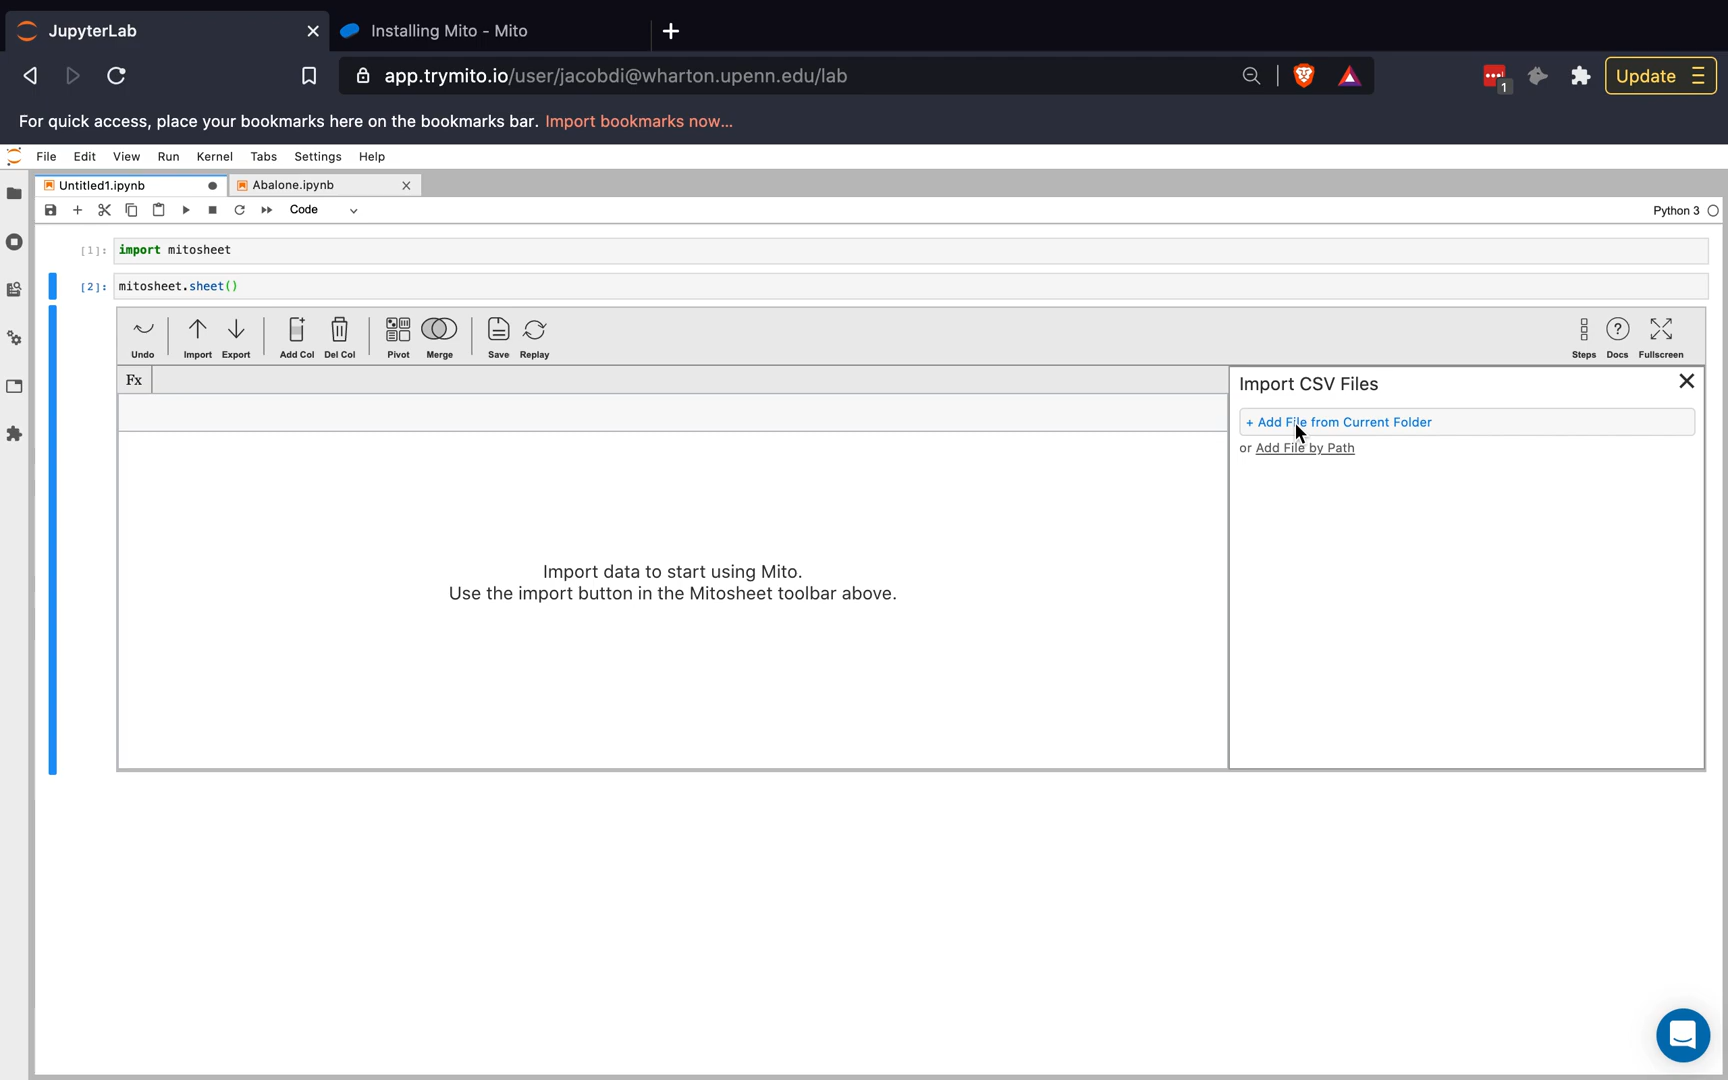 JupyterLab
Installing Mito - Mito
app.trymito.io/user/jacobdi@wharton.upenn.edu/lab
1
Update
For quick access, place your bookmarks here on the bookmarks bar. Import bookmarks now...
File Edit View Run Kernel Tabs Settings Help
Untitled1.ipynb
Abalone.ipynb
Code
Python 3
[1]: import mitosheet
[2]: mitosheet.sheet()
Undo Import Export Add Col Del Col Pivot Merge Save Replay Steps Docs Fullscreen
Fx
Import CSV Files
+ Add File from Current Folder
or Add File by Path
Import data to start using Mito.
Use the import button in the Mitosheet toolbar above.